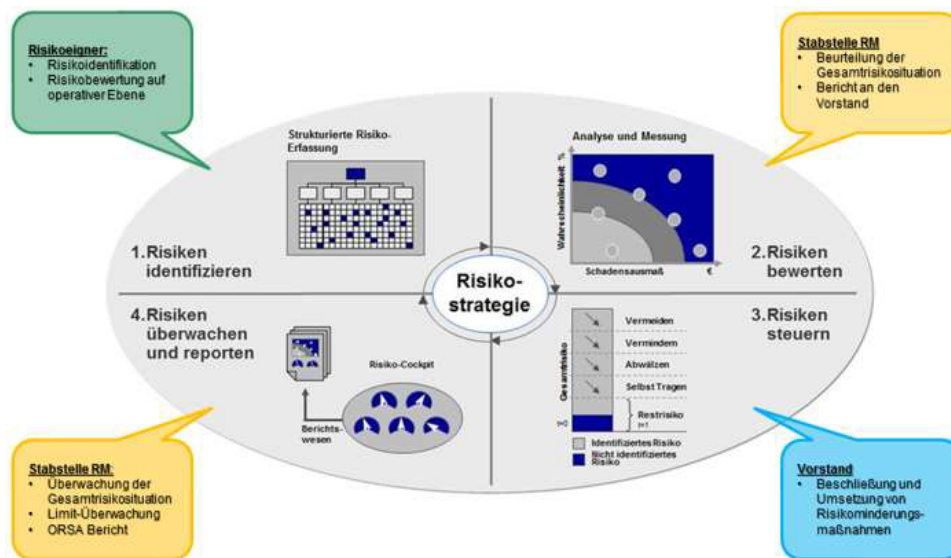 Risikoeigner:
• Risikoidentifikation
• Risikobewertung auf
operativer Ebene
Stabstelle RM
• Beurteilung der
Gesamtrisikosituation
• Bericht an den
Vorstand
Strukturierte Risiko-
Erfassung
1.Risiken
identifizieren
Analyse und Messung
%
Wahrscheinlichkeit
Schadensausmaß
€
2.Risiken
bewerten
Risiko-
strategie
4.Risiken
überwachen
und reporten
Risiko-Cockpit
Berichts-
wesen
3.Risiken
steuern
Gesamtrisiko
Vermeiden
Vermindern
Abwälzen
Selbst Tragen
Restrisiko
t=1
t=0
Identifiziertes Risiko
Nicht identifiziertes
Risiko
Stabstelle RM:
• Überwachung der
Gesamtrisikosituation
• Limit-Überwachung
• ORSA Bericht
Vorstand
• Beschließung und
Umsetzung von
Risikominderungs-
maßnahmen